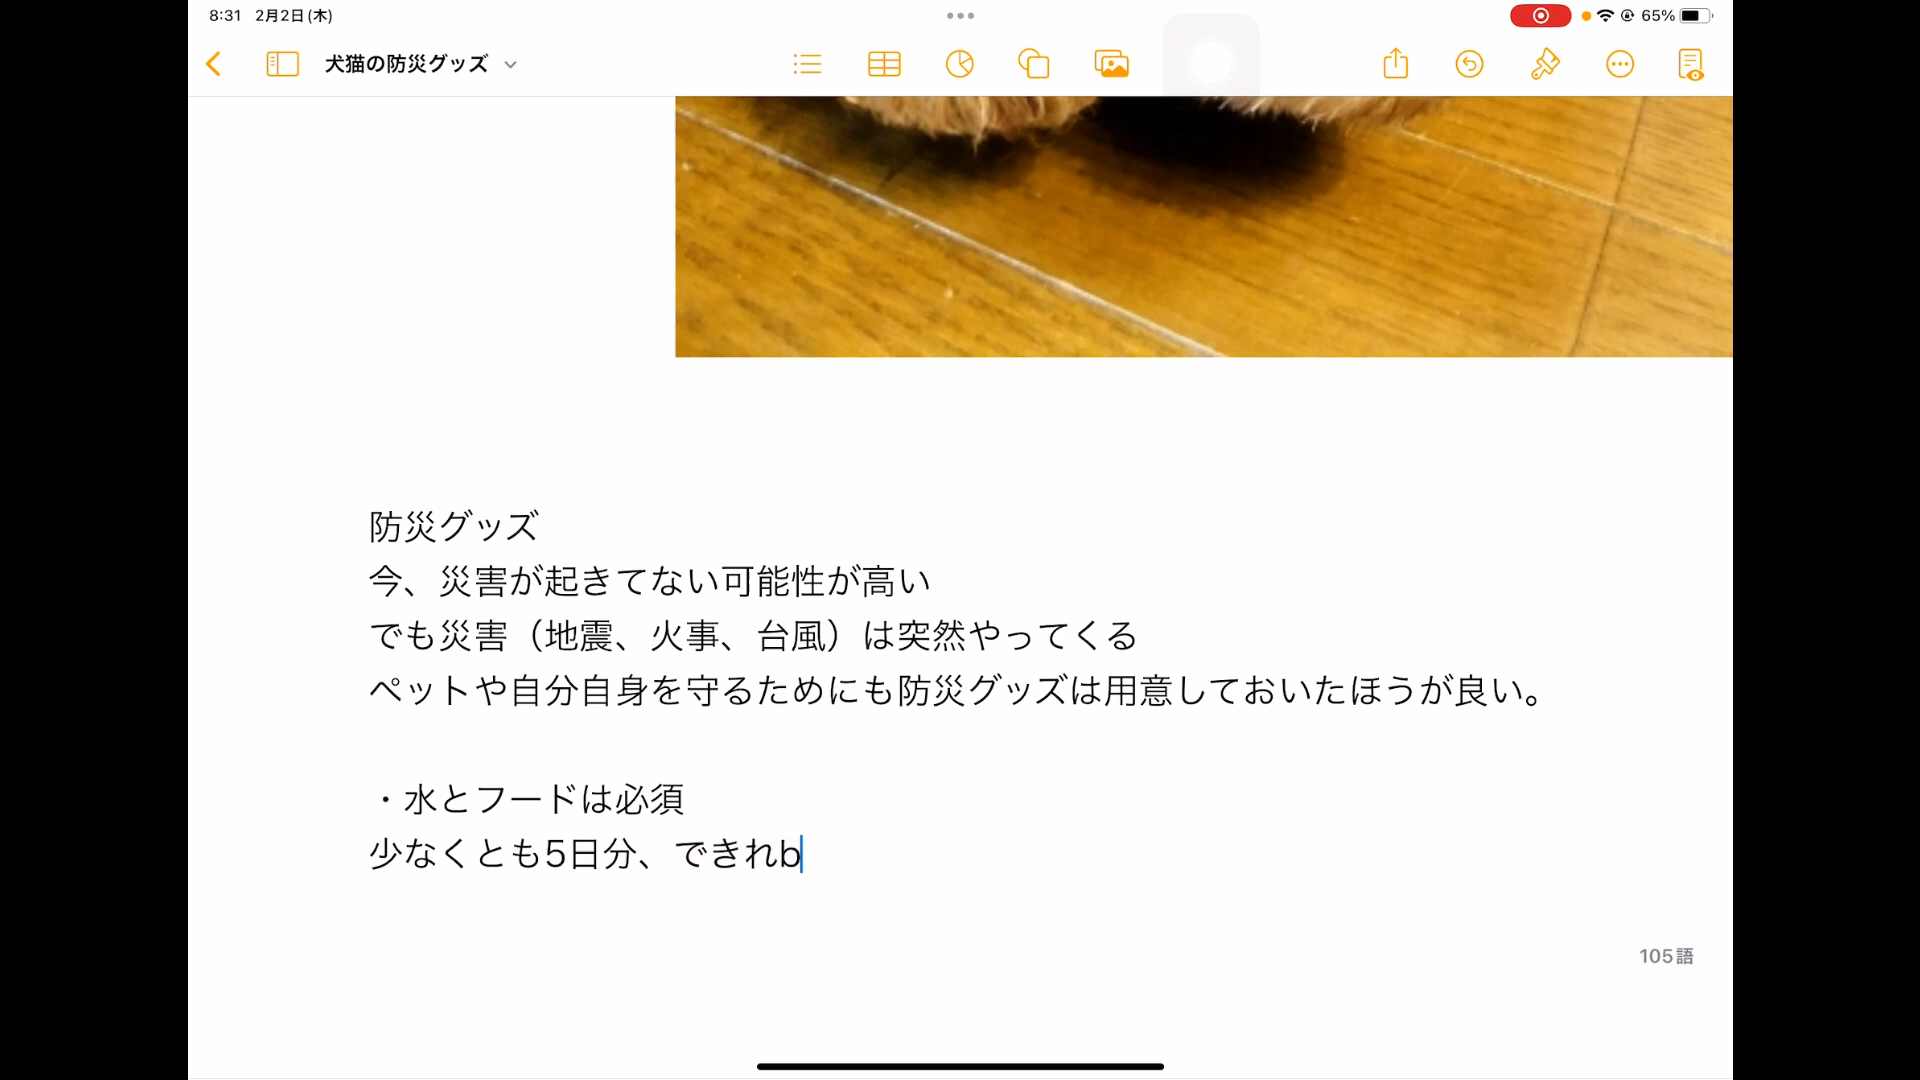 8:31 2月2日(木)
65%
犬猫の防災グッズ
防災グッズ
今、災害が起きてない可能性が高い
でも災害（地震、火事、台風）は突然やってくる
ペットや自分自身を守るためにも防災グッズは用意しておいたほうが良い。
・水とフードは必須
少なくとも5日分、できれb
105語